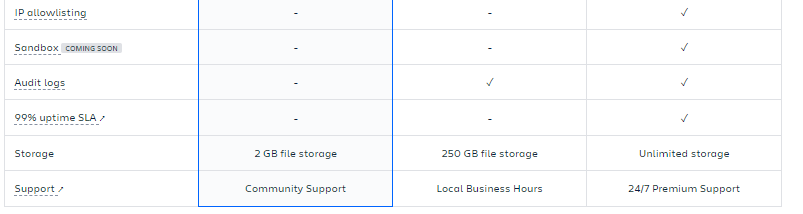 IP allowlisting - - ✓
Sandbox COMING SOON - - ✓
Audit logs - ✓ ✓
99% uptime SLA ↗ - - ✓
Storage 2 GB file storage 250 GB file storage Unlimited storage
Support ↗ Community Support Local Business Hours 24/7 Premium Support